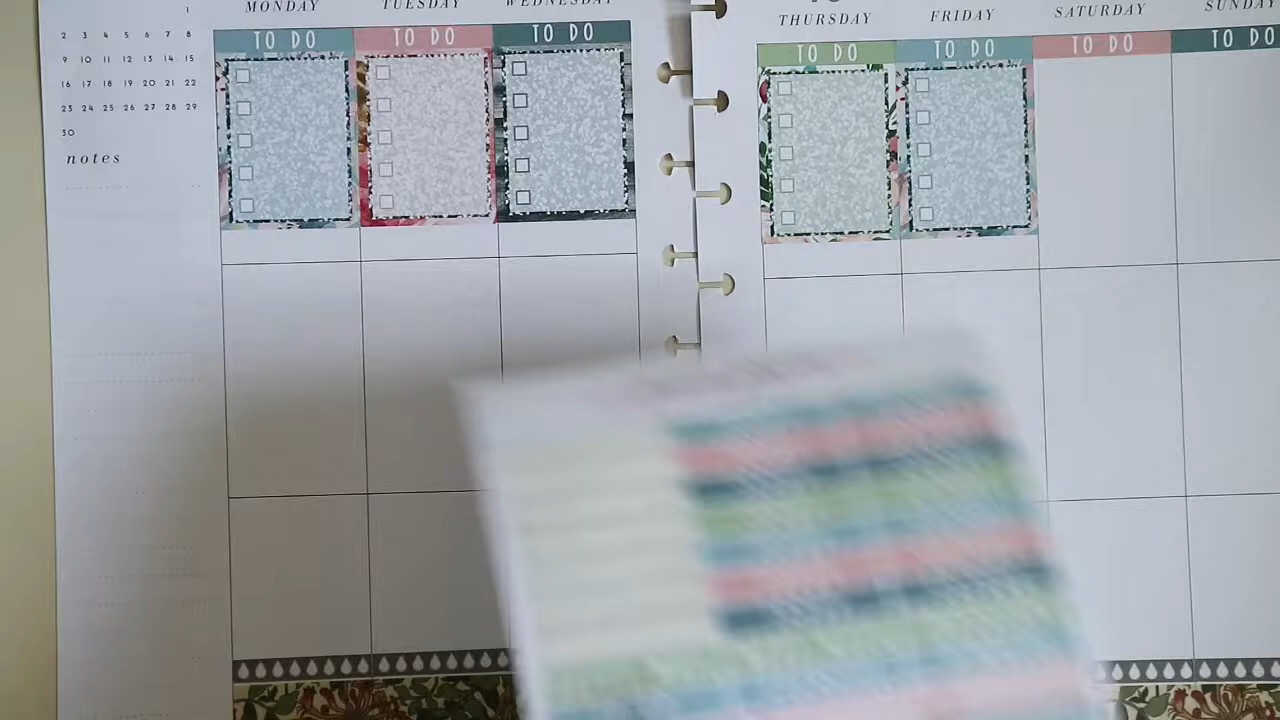 MONDAY TUESDAY WEDNESDAY THURSDAY FRIDAY SATURDAY SUNDAY
TO DO TO DO TO DO TO DO TO DO TO DO TO DO
1
2 3 4 5 6 7 8
9 10 11 12 13 14 15
16 17 18 19 20 21 22
23 24 25 26 27 28 29
30
notes